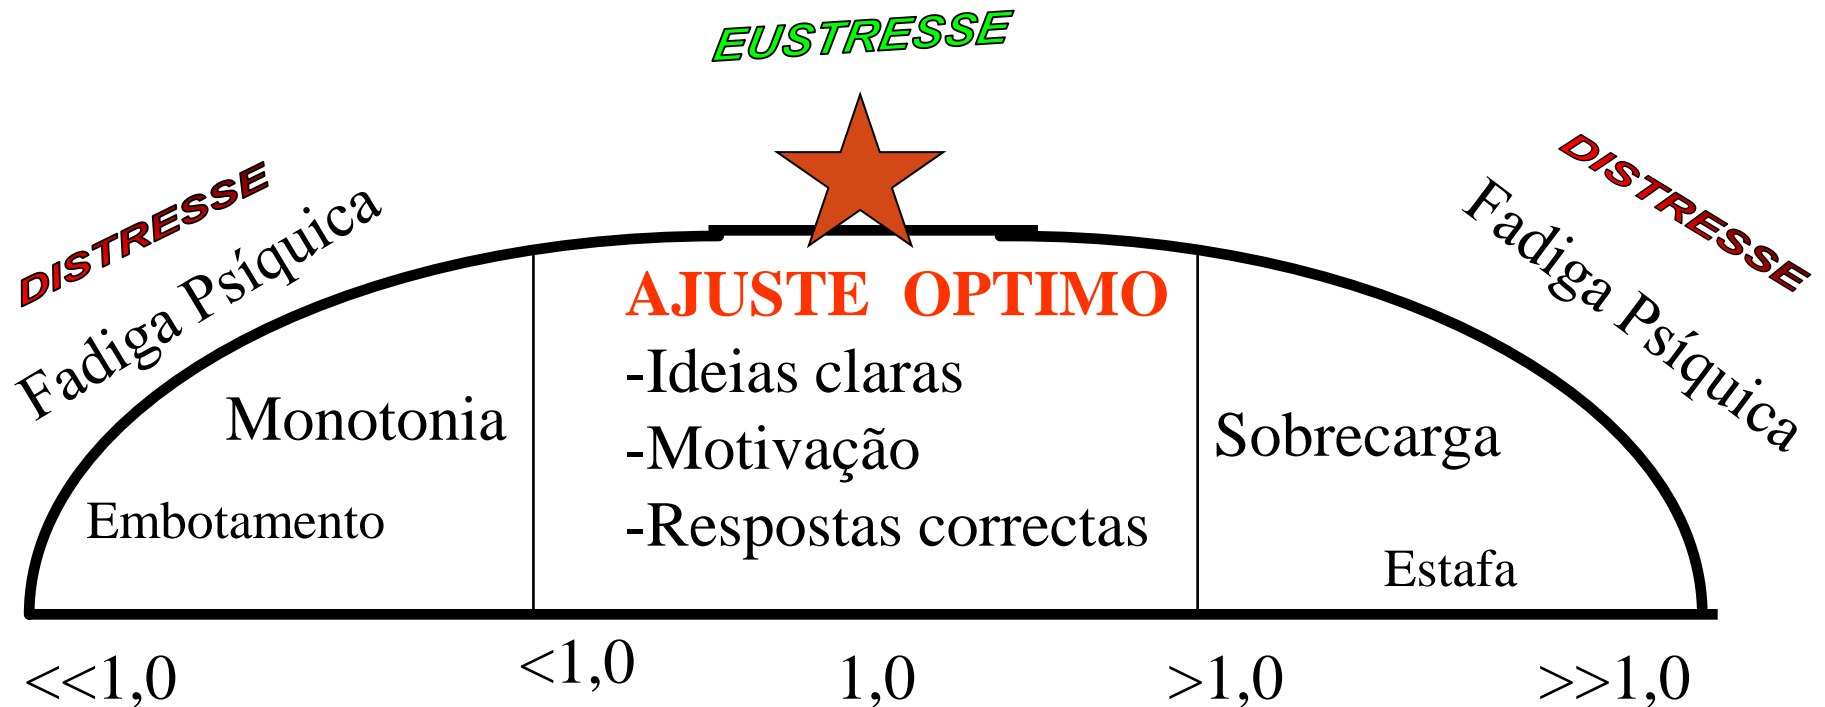 EUSTRESSE
DISTRESSE
Fadiga Psíquica
DISTRESSE
Fadiga Psíquica
AJUSTE OPTIMO
-Ideias claras
-Motivação
-Respostas correctas
Monotonia
Embotamento
Sobrecarga
Estafa
<<1,0
<1,0
1,0
>1,0
>>1,0